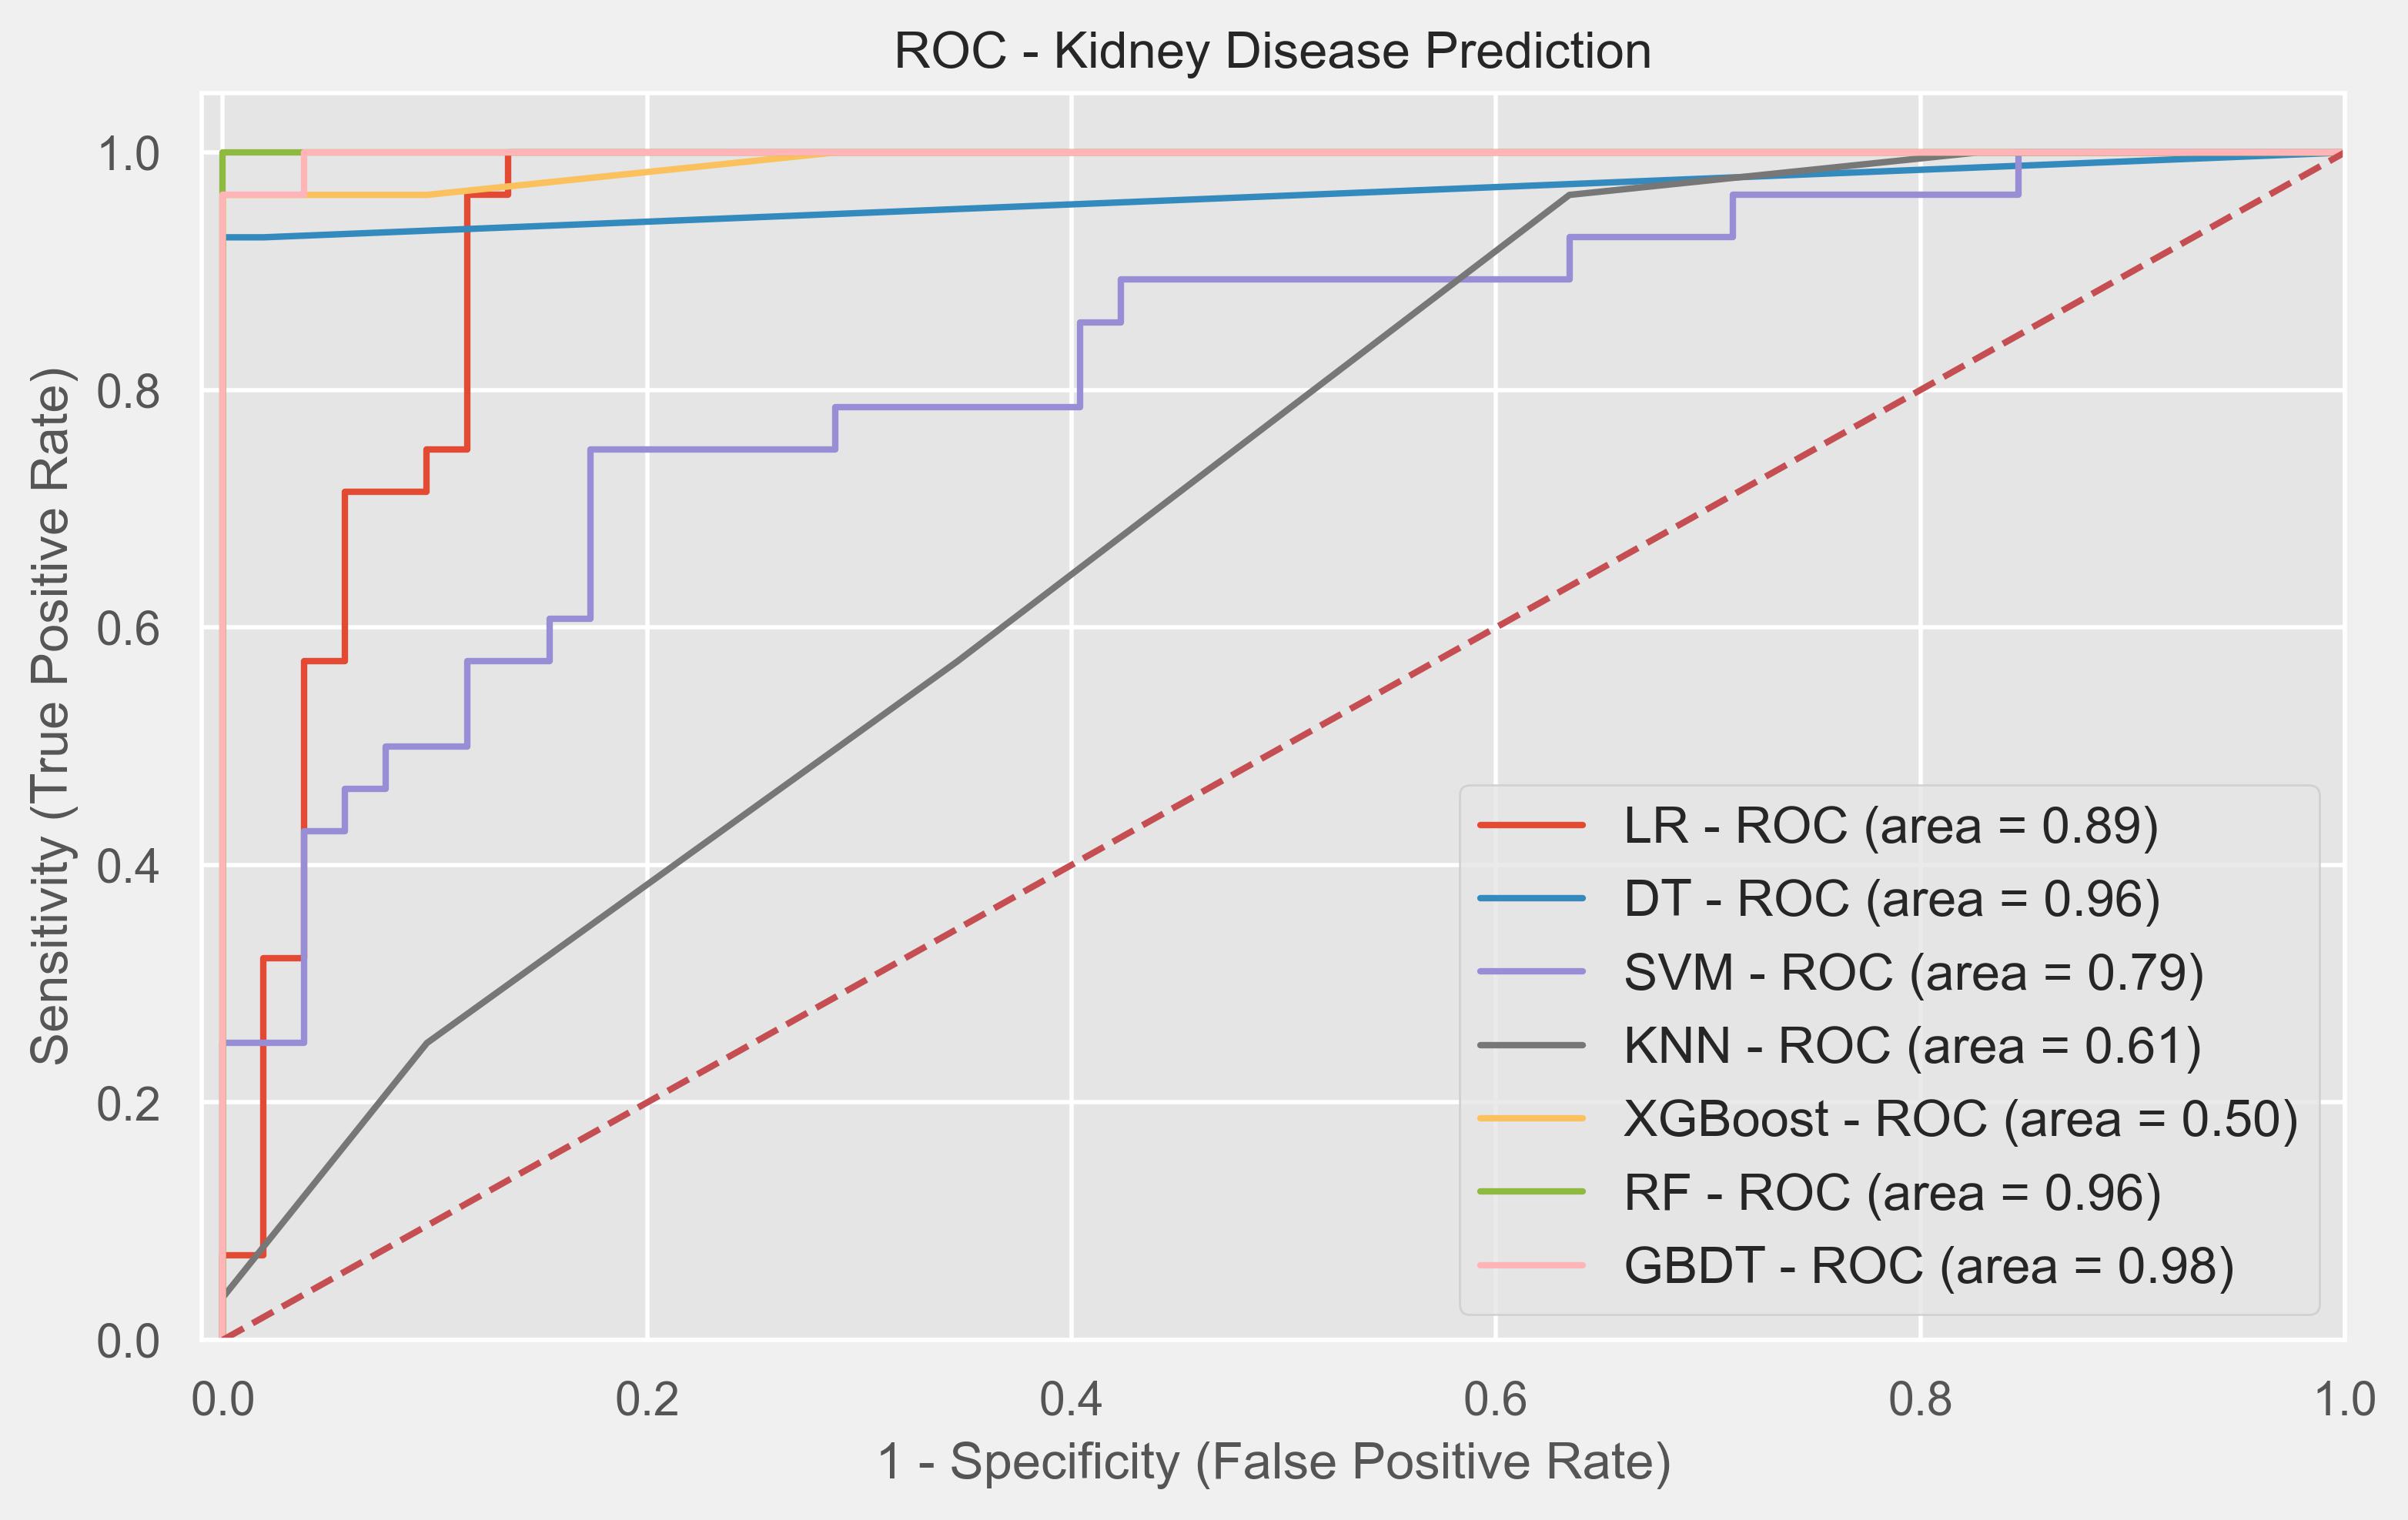 ROC - Kidney Disease Prediction
Sensitivity (True Positive Rate)
1.0
0.8
0.6
0.4
0.2
0.0
LR - ROC (area = 0.89)
DT - ROC (area = 0.96)
SVM - ROC (area = 0.79)
KNN - ROC (area = 0.61)
XGBoost - ROC (area = 0.50)
RF - ROC (area = 0.96)
GBDT - ROC (area = 0.98)
0.0 0.2 0.4 0.6 0.8 1.0
1 - Specificity (False Positive Rate)